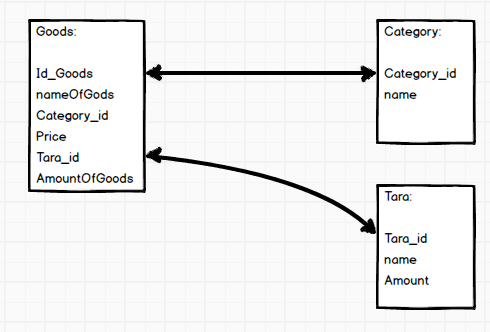 Goods:
Id_Goods
nameOfGods
Category_id
Price
Tara_id
AmountOfGoods
Category:
Category_id
name
Tara:
Tara_id
name
Amount